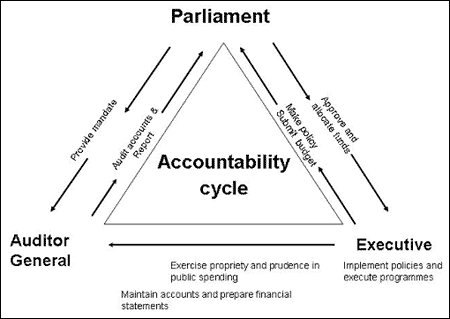 Parliament
Provide mandate
Audit accounts &
Report
Approve and
allocate funds
Make policy
Submit budget
Accountability
cycle
Auditor
General
Executive
Implement policies and
execute programmes
Exercise propriety and prudence in
public spending
Maintain accounts and prepare financial
statements